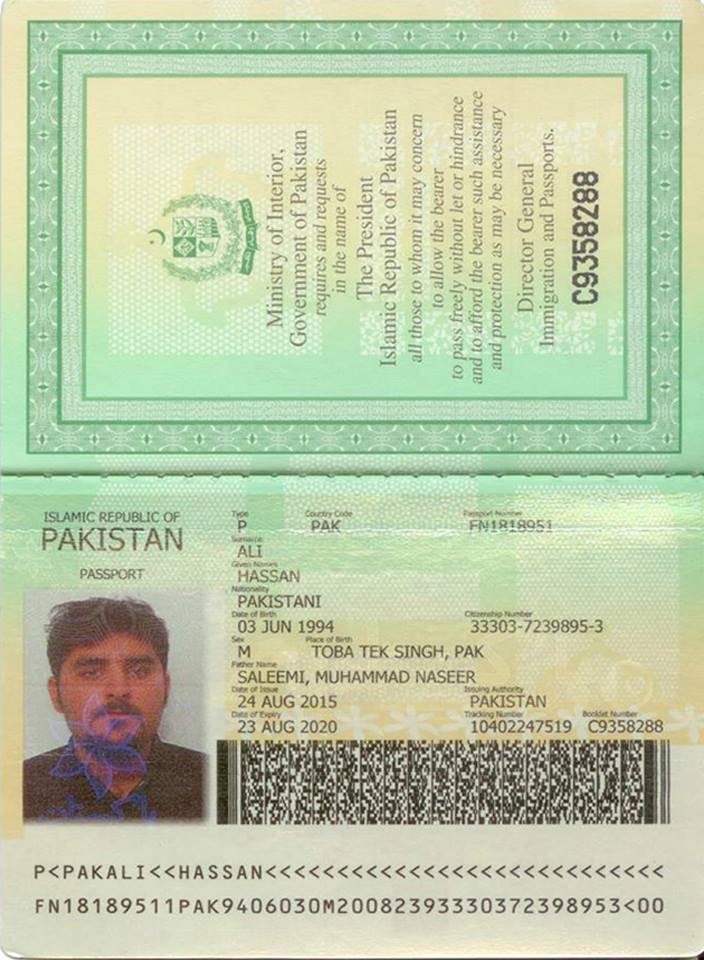 Ministry of Interior,
Government of Pakistan
requires and requests
in the name of
The President
Islamic Republic of Pakistan
all those to whom it may concern
to allow the bearer
to pass freely without let or hindrance
and to afford the bearer such assistance
and protection as may be necessary
Director General
Immigration and Passports.
C9358288
ISLAMIC REPUBLIC OF
PAKISTAN
PASSPORT
Type Country Code Passport Number
P PAK FN1818951
Surname
ALI
Given Names
HASSAN
Nationality
PAKISTANI
Date of Birth Citizenship Number
03 JUN 1994 33303-7239895-3
Sex Place of Birth
M TOBA TEK SINGH, PAK
Father Name
SALEEMI, MUHAMMAD NASEER
Date of Issue Issuing Authority
24 AUG 2015 PAKISTAN
Date of Expiry Tracking Number Booklet Number
23 AUG 2020 10402247519 C9358288
P<PAKALI<<HASSAN<<<<<<<<<<<<<<<<<<<<<<<<<<<<
FN18189511PAK9406030M20082393330372398953<00